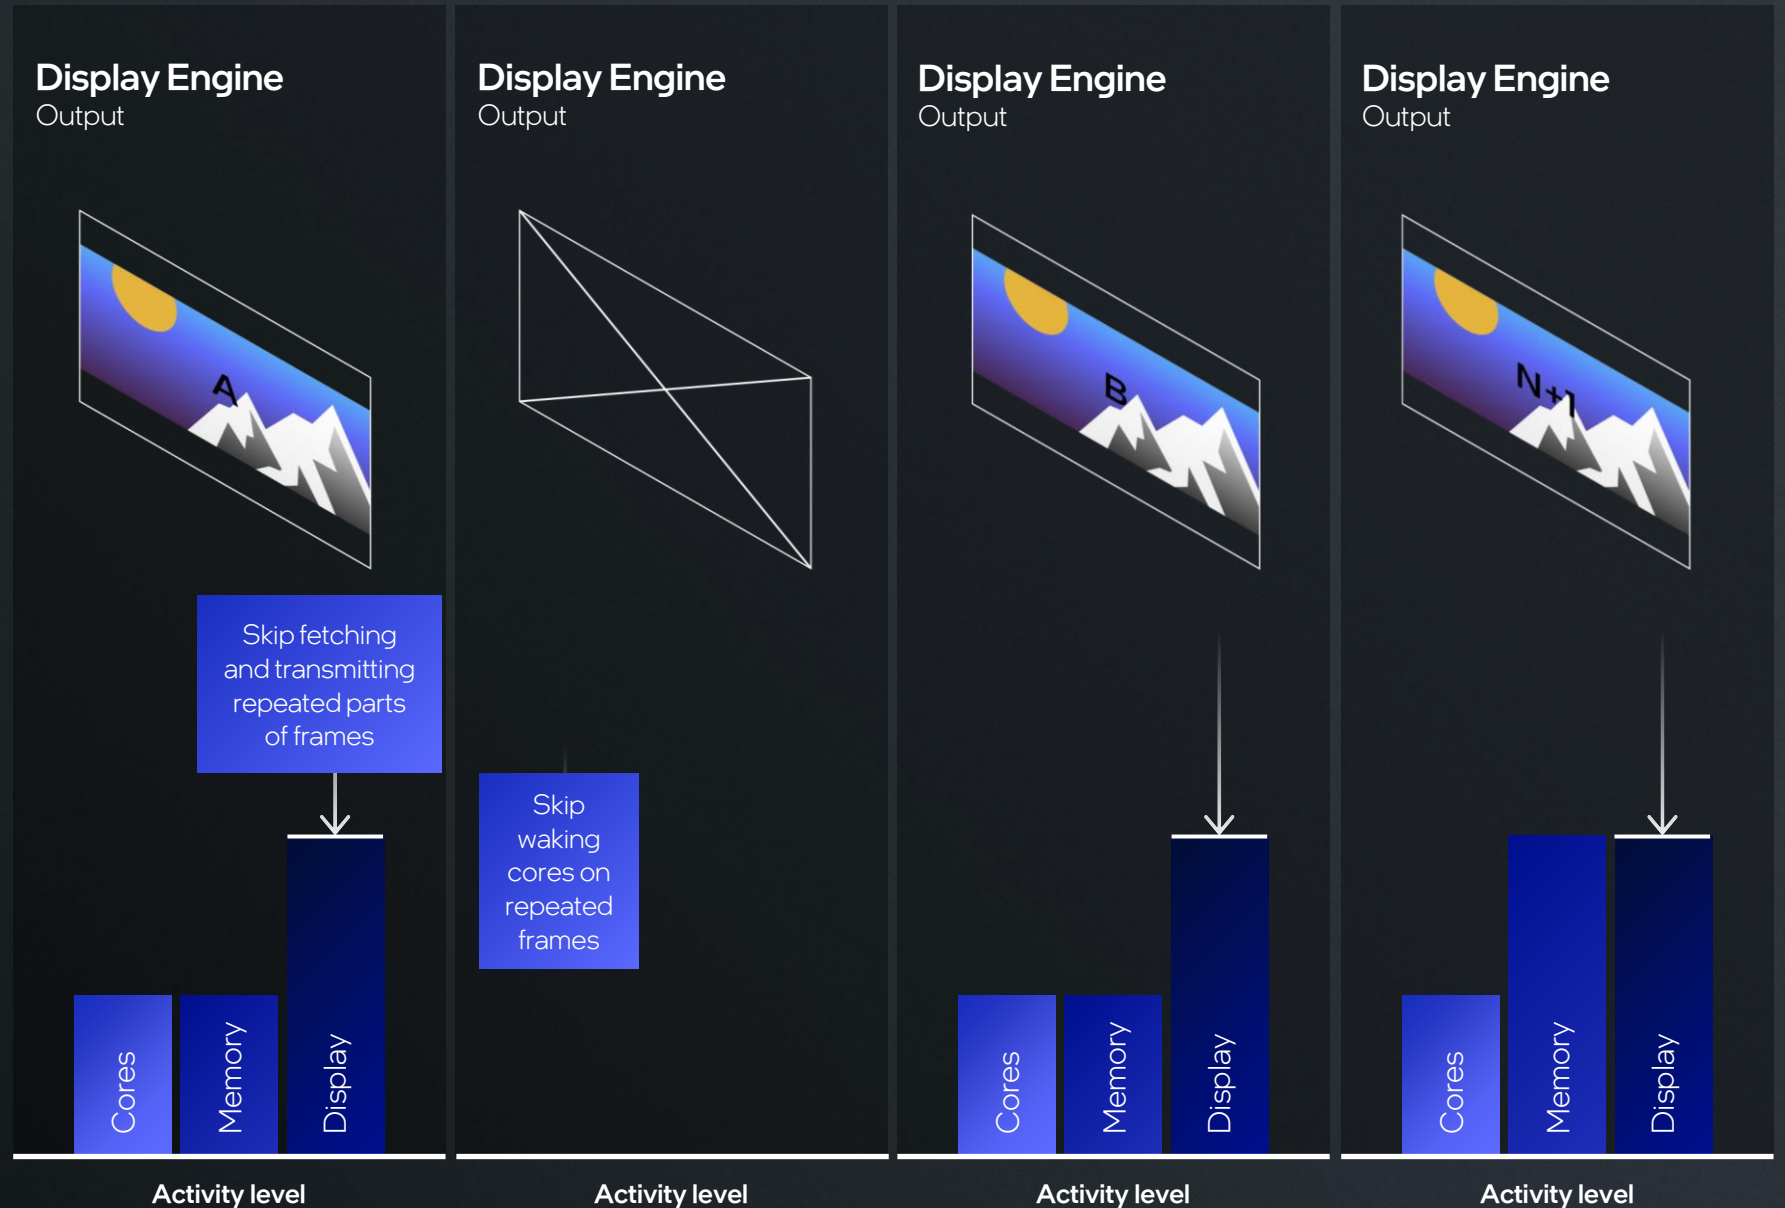 Display Engine
Output
A
Skip fetching
and transmitting
repeated parts
of frames
Cores
Memory
Display
Activity level
Display Engine
Output
Skip
waking
cores on
repeated
frames
Activity level
Display Engine
Output
B
Cores
Memory
Display
Activity level
Display Engine
Output
N+1
Cores
Memory
Display
Activity level